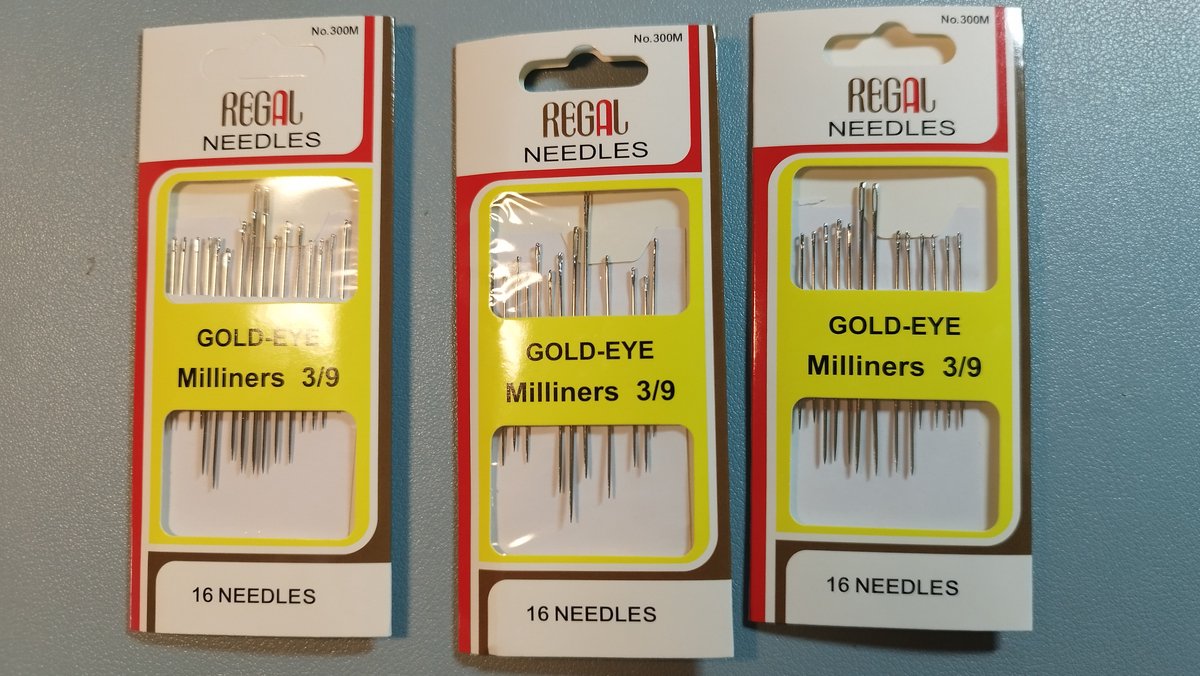 No.300M
REGAL
NEEDLES
GOLD-EYE
Milliners 3/9
16 NEEDLES
No.300M
REGAL
NEEDLES
GOLD-EYE
Milliners 3/9
16 NEEDLES
No.300M
REGAL
NEEDLES
GOLD-EYE
Milliners 3/9
16 NEEDLES